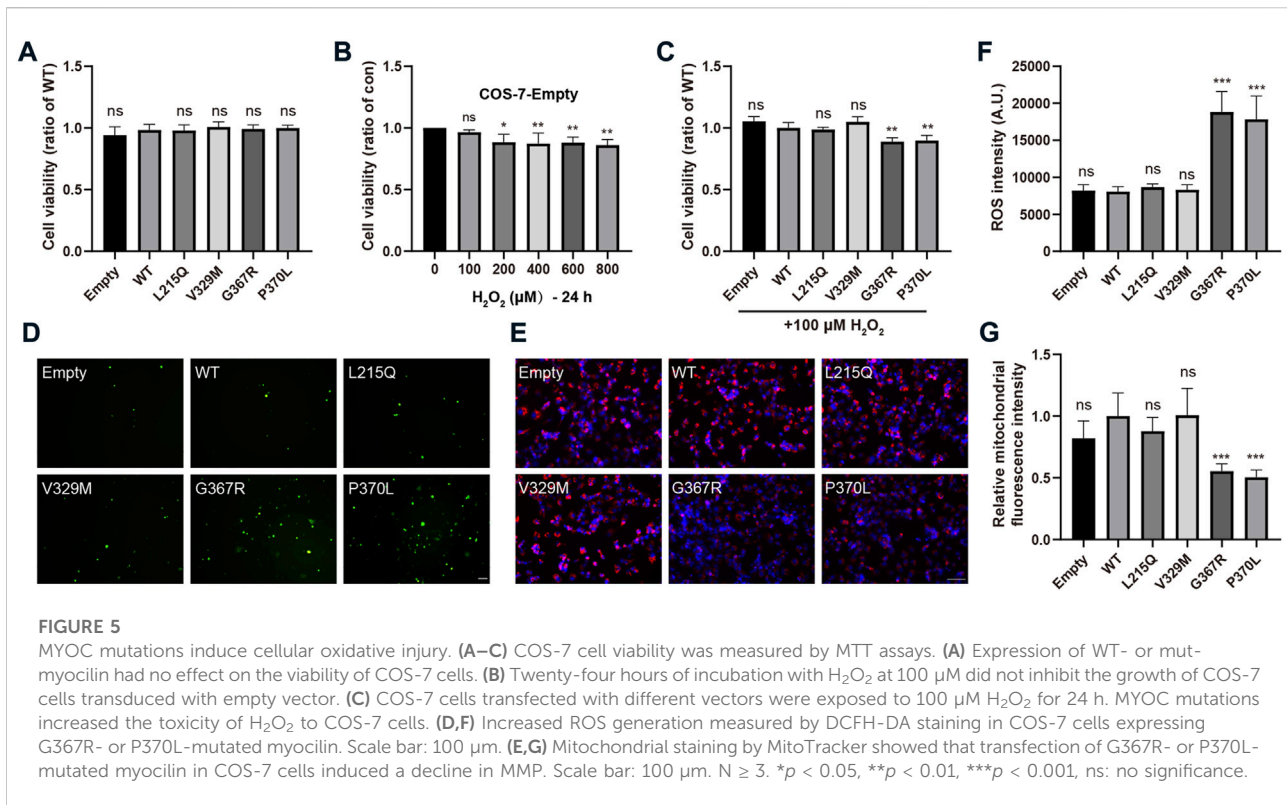 A
Cell viability (ratio of WT)
1.5
1.0
0.5
0.0
ns
ns
ns
ns
ns
Empty
WT
L215Q
V329M
G367R
P370L
B
Cell viability (ratio of con)
1.5
1.0
0.5
0.0
COS-7-Empty
ns
*
**
**
**
0
100
200
400
600
800
H₂O₂ (μM） - 24 h
C
Cell viability (ratio of WT)
1.5
1.0
0.5
0.0
ns
ns
ns
**
**
Empty
WT
L215Q
V329M
G367R
P370L
+100 μM H₂O₂
F
ROS intensity (A.U.)
25000
20000
15000
10000
5000
0
ns
ns
ns
***
***
Empty
WT
L215Q
V329M
G367R
P370L
D
Empty
WT
L215Q
V329M
G367R
P370L
E
Empty
WT
L215Q
V329M
G367R
P370L
G
Relative mitochondrial
fluorescence intensity
1.5
1.0
0.5
0.0
ns
ns
ns
***
***
Empty
WT
L215Q
V329M
G367R
P370L
FIGURE 5
MYOC mutations induce cellular oxidative injury. (A–C) COS-7 cell viability was measured by MTT assays. (A) Expression of WT- or mut-
myocilin had no effect on the viability of COS-7 cells. (B) Twenty-four hours of incubation with H₂O₂ at 100 μM did not inhibit the growth of COS-7
cells transduced with empty vector. (C) COS-7 cells transfected with different vectors were exposed to 100 μM H₂O₂ for 24 h. MYOC mutations
increased the toxicity of H₂O₂ to COS-7 cells. (D,F) Increased ROS generation measured by DCFH-DA staining in COS-7 cells expressing
G367R- or P370L-mutated myocilin. Scale bar: 100 μm. (E,G) Mitochondrial staining by MitoTracker showed that transfection of G367R- or P370L-
mutated myocilin in COS-7 cells induced a decline in MMP. Scale bar: 100 μm. N ≥ 3. *p < 0.05, **p < 0.01, ***p < 0.001, ns: no significance.